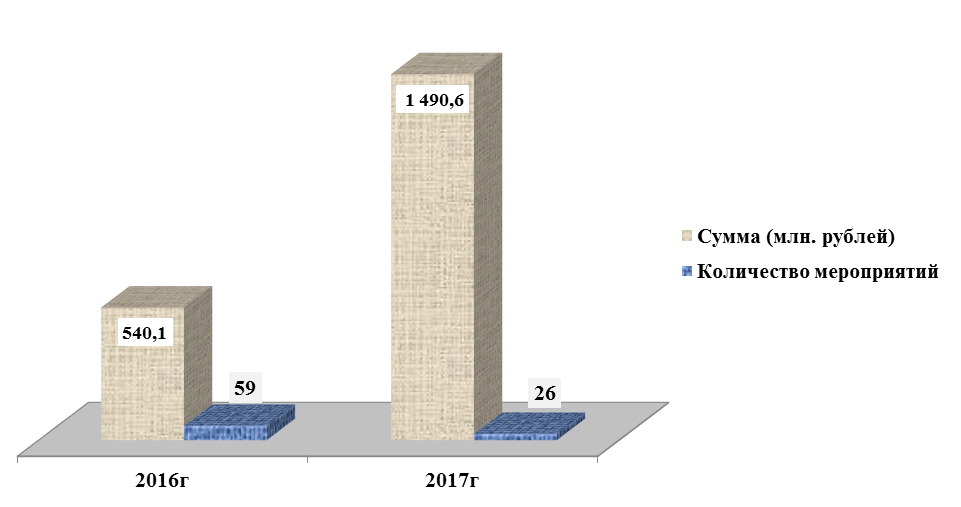 1 490,6
Сумма (млн. рублей)
Количество мероприятий
540,1
59
26
2016г
2017г